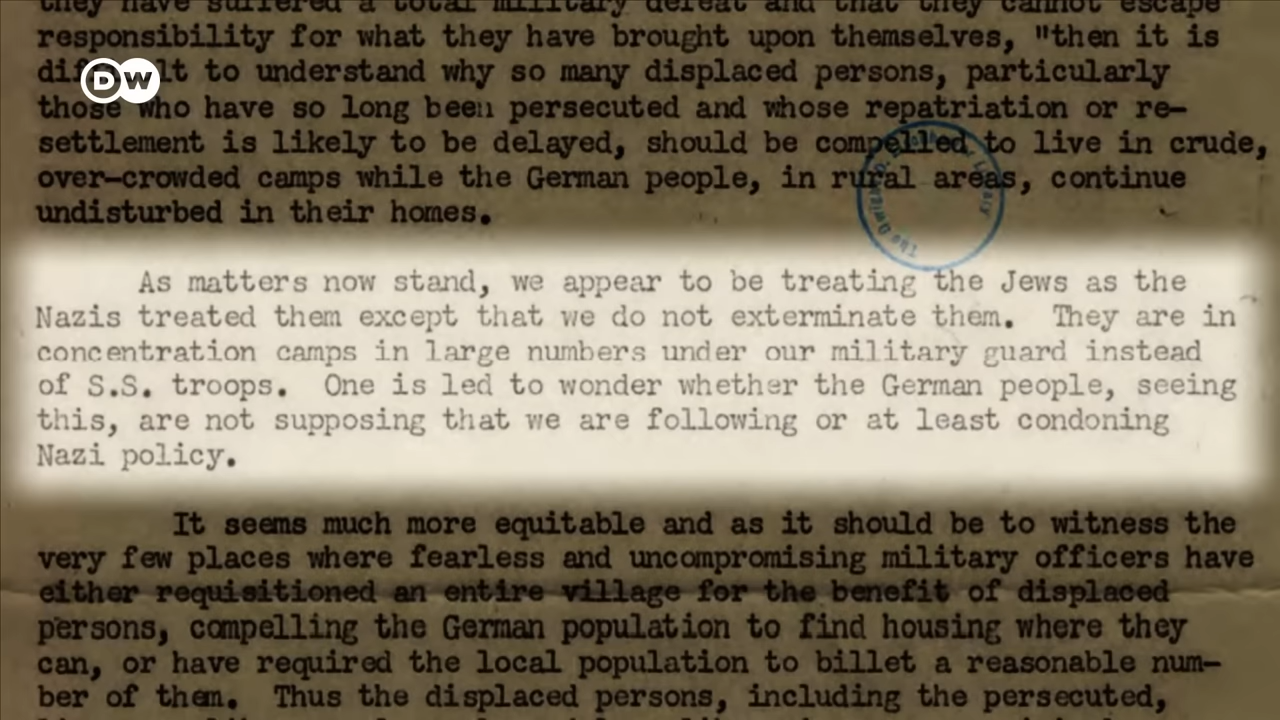 they have suffered a total military defeat and that they cannot escape
responsibility for what they have brought upon themselves, "then it is
DW
to understand why so many displaced persons, particularly
those who have so long been persecuted and whose repatriation or re-
settlement is likely to be delayed, should be compelled to live in crude,
over-crowded camps while the German people, in rural areas, continue
undisturbed in their homes.
The
As matters now stand, we appear to be treating the Jews as the
Nazis treated them except that we do not exterminate them. They are in
concentration camps in large numbers under our military guard instead
of S.S. troops. One is led to wonder whether the German people, seeing
this, are not supposing that we are following or at least condoning
Nazi policy.
It seems much more equitable and as it should be to witness the
very few places where fearless and uncompromising military officers have
either requisitioned an entire village for the benefit of displaced
persons, compelling the German population to find housing where they
can, or have required the local population to billet a reasonable num-
ber of them. Thus the displaced persons, including the persecuted,